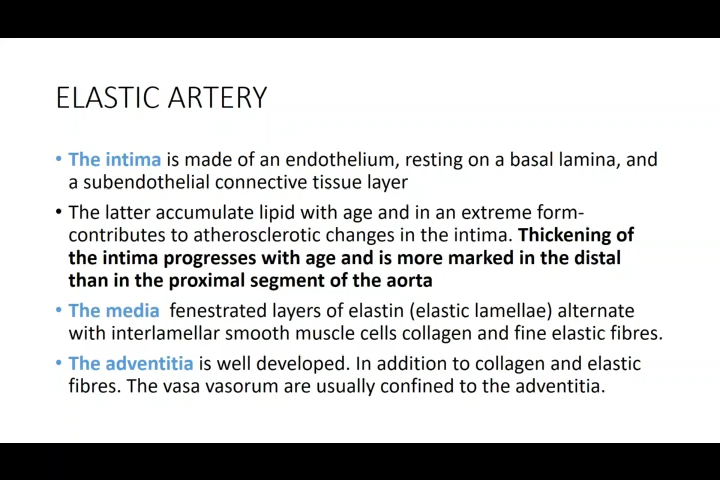 ELASTIC ARTERY
• The intima is made of an endothelium, resting on a basal lamina, and
a subendothelial connective tissue layer
• The latter accumulate lipid with age and in an extreme form-
contributes to atherosclerotic changes in the intima. Thickening of
the intima progresses with age and is more marked in the distal
than in the proximal segment of the aorta
• The media  fenestrated layers of elastin (elastic lamellae) alternate
with interlamellar smooth muscle cells collagen and fine elastic fibres.
• The adventitia is well developed. In addition to collagen and elastic
fibres. The vasa vasorum are usually confined to the adventitia.